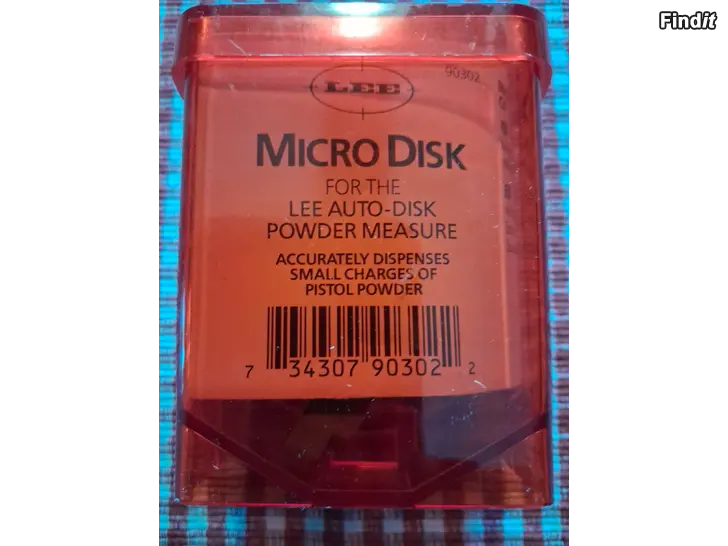 Findit
LEE
90302
MICRO DISK
FOR THE
LEE AUTO-DISK
POWDER MEASURE
ACCURATELY DISPENSES
SMALL CHARGES OF
PISTOL POWDER
7 34307 90302 2